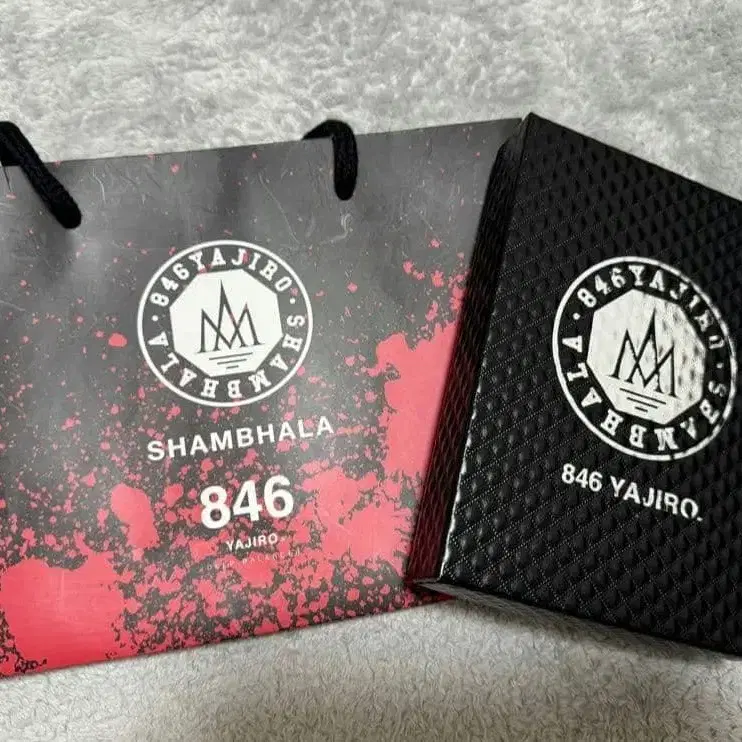 846YAJIRO · SHAMBHALA ·
SHAMBHALA
846
YAJIRO.
846YAJIRO · SHAMBHALA ·
846 YAJIRO.